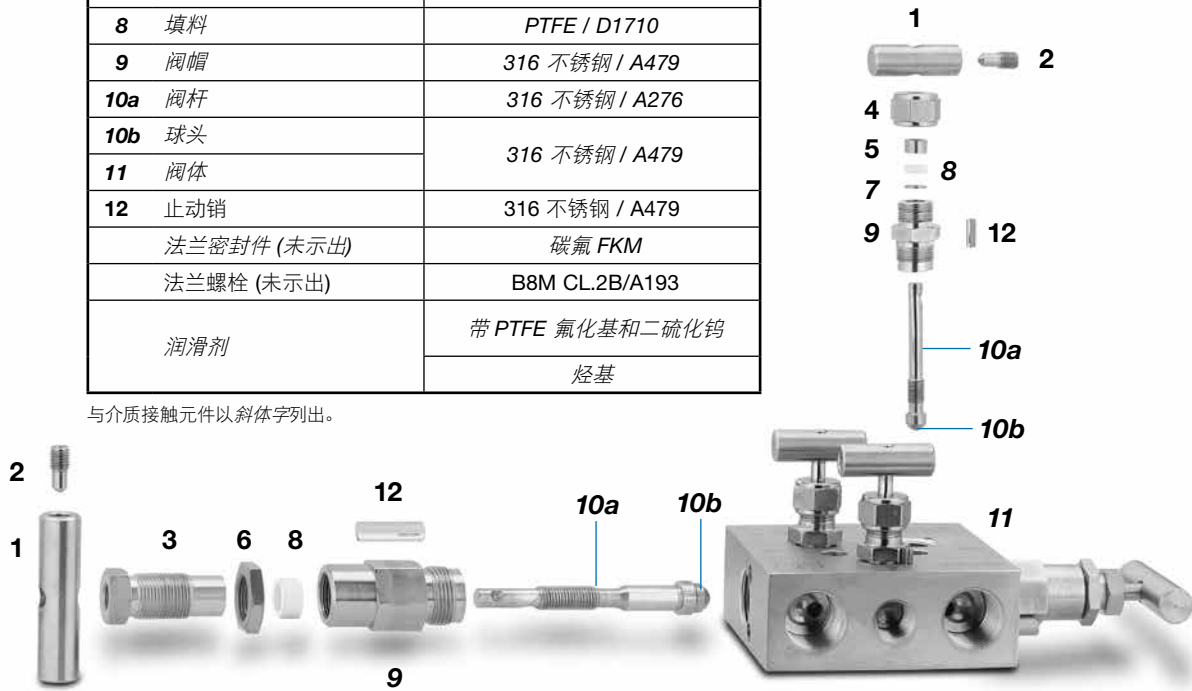 8 填料 PTFE / D1710
9 阀帽 316 不锈钢 / A479
10a 阀杆 316 不锈钢 / A276
10b 球头
316 不锈钢 / A479
11 阀体
12 止动销 316 不锈钢 / A479
法兰密封件 (未示出) 碳氟 FKM
法兰螺栓 (未示出) B8M CL.2B/A193
润滑剂
带 PTFE 氟化基和二硫化钨
烃基
与介质接触元件以斜体字列出。
1
2
4
5
8
7
9
12
10a
10b
2
1
3
6
8
12
9
10a
10b
11